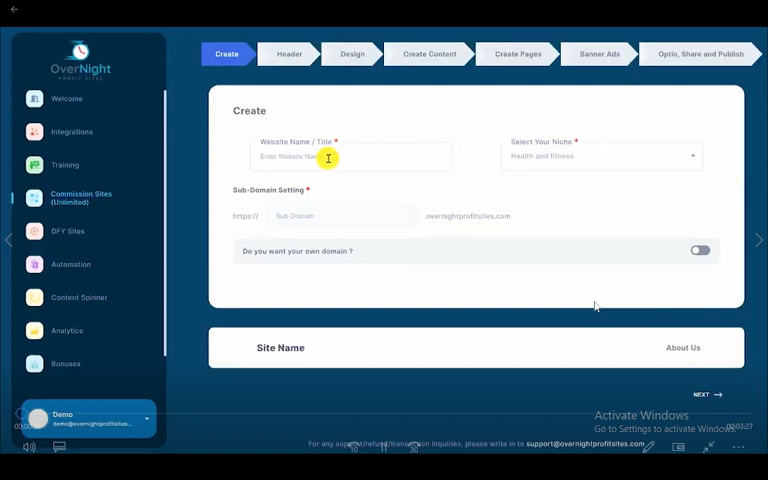 Create
Header
Design
Create Content
Create Pages
Banner Ads
Optin, Share and Publish
OverNight
PROFIT SITES
Welcome
Integrations
Training
Commission Sites
(Unlimited)
DFY Sites
Automation
Content Spinner
Analytics
Bonuses
Demo
demo@overnightprofitsites...
Create
Website Name / Title *
Enter Website
Select Your Niche *
Health and fitness
Sub-Domain Setting *
https://
Sub Domain
.overnightprofitsites.com
Do you want your own domain ?
Site Name
About Us
NEXT
Activate Windows
Go to Settings to activate Windows.
00:03:27
10
30
For any support/refund/transaction inquiries, please write in to support@overnightprofitsites.com